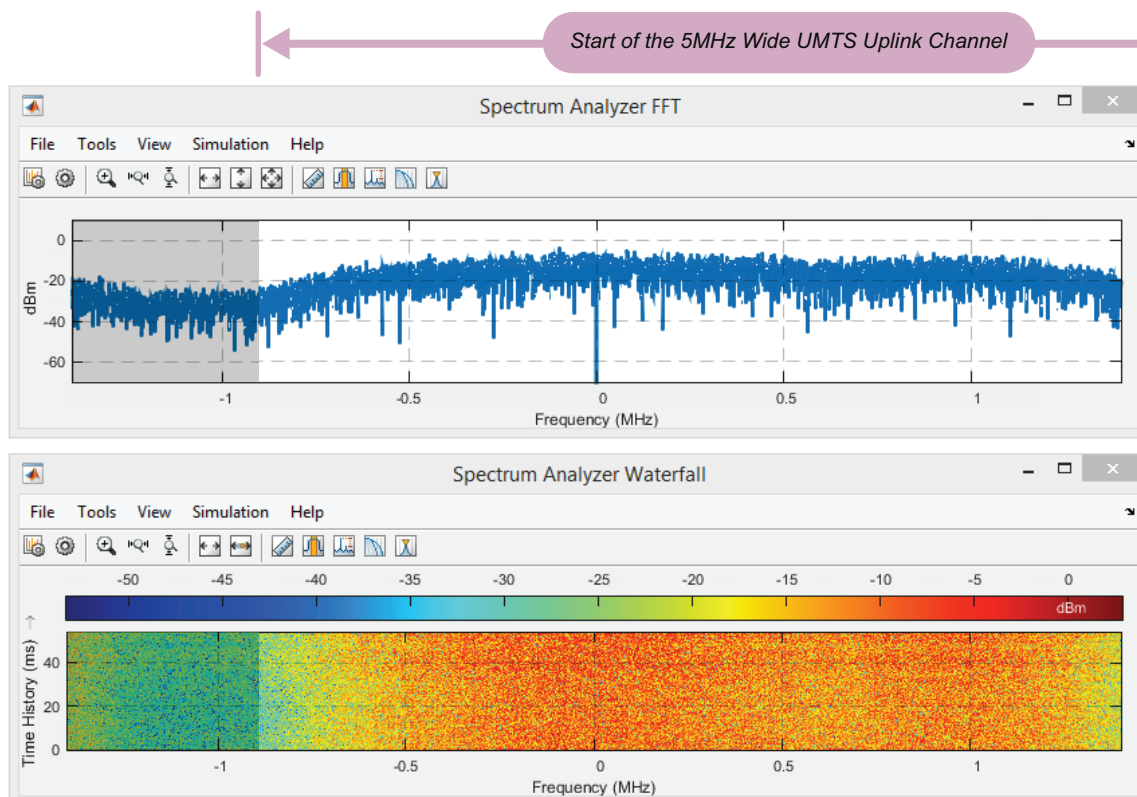 Start of the 5MHz Wide UMTS Uplink Channel
Spectrum Analyzer FFT
File Tools View Simulation Help
0
-20
-40
-60
dBm
-1 -0.5 0 0.5 1
Frequency (MHz)
Spectrum Analyzer Waterfall
File Tools View Simulation Help
-50 -45 -40 -35 -30 -25 -20 -15 -10 -5 0
dBm
Time History (ms) →
40
20
0
-1 -0.5 0 0.5 1
Frequency (MHz)